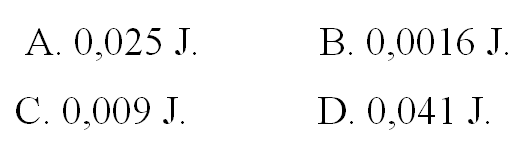 A. 0,025 J. B. 0,0016 J.
C. 0,009 J. D. 0,041 J.